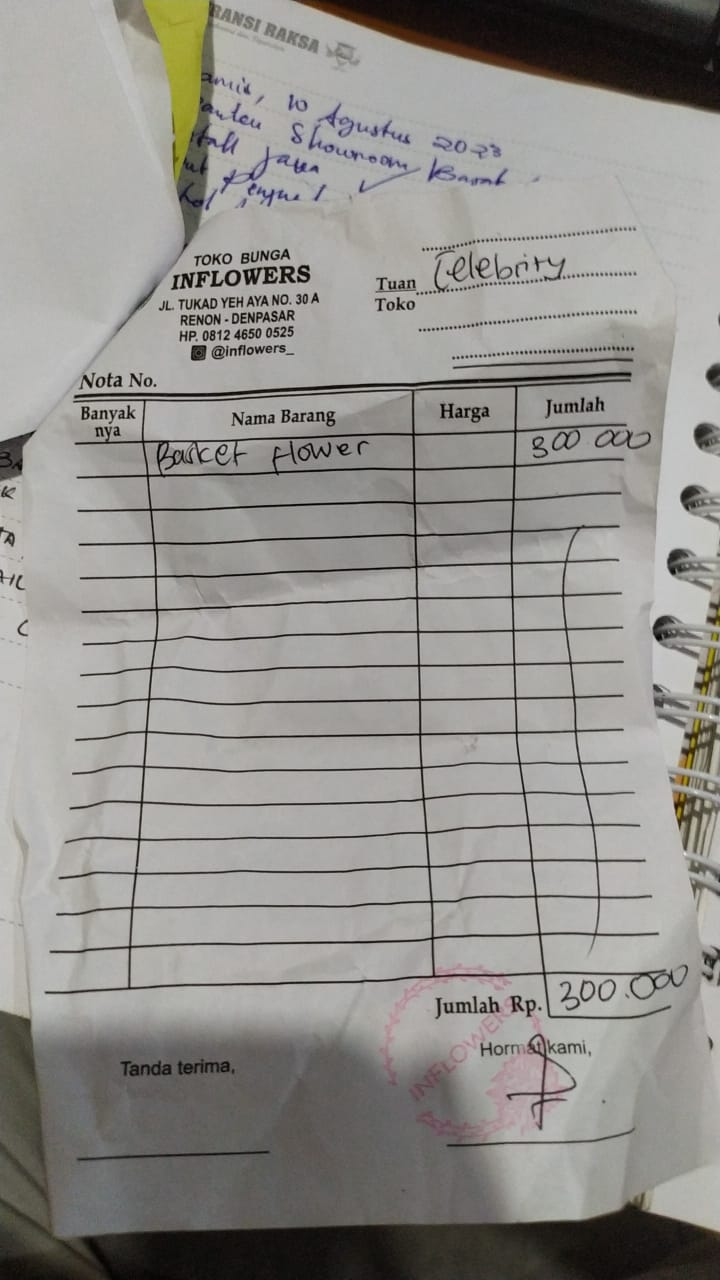 RANSI RAKSA
10 Agustus 2023
Showroom
TOKO BUNGA
INFLOWERS
JL. TUKAD YEH AYA NO. 30 A
RENON - DENPASAR
HP. 0812 4650 0525
@inflowers_
Tuan Celebrity
Toko
Nota No.
Banyak nya Nama Barang Harga Jumlah
Basket flower 300 000
Jumlah Rp. 300.000
INFLOWERS
Tanda terima, Hormat kami,